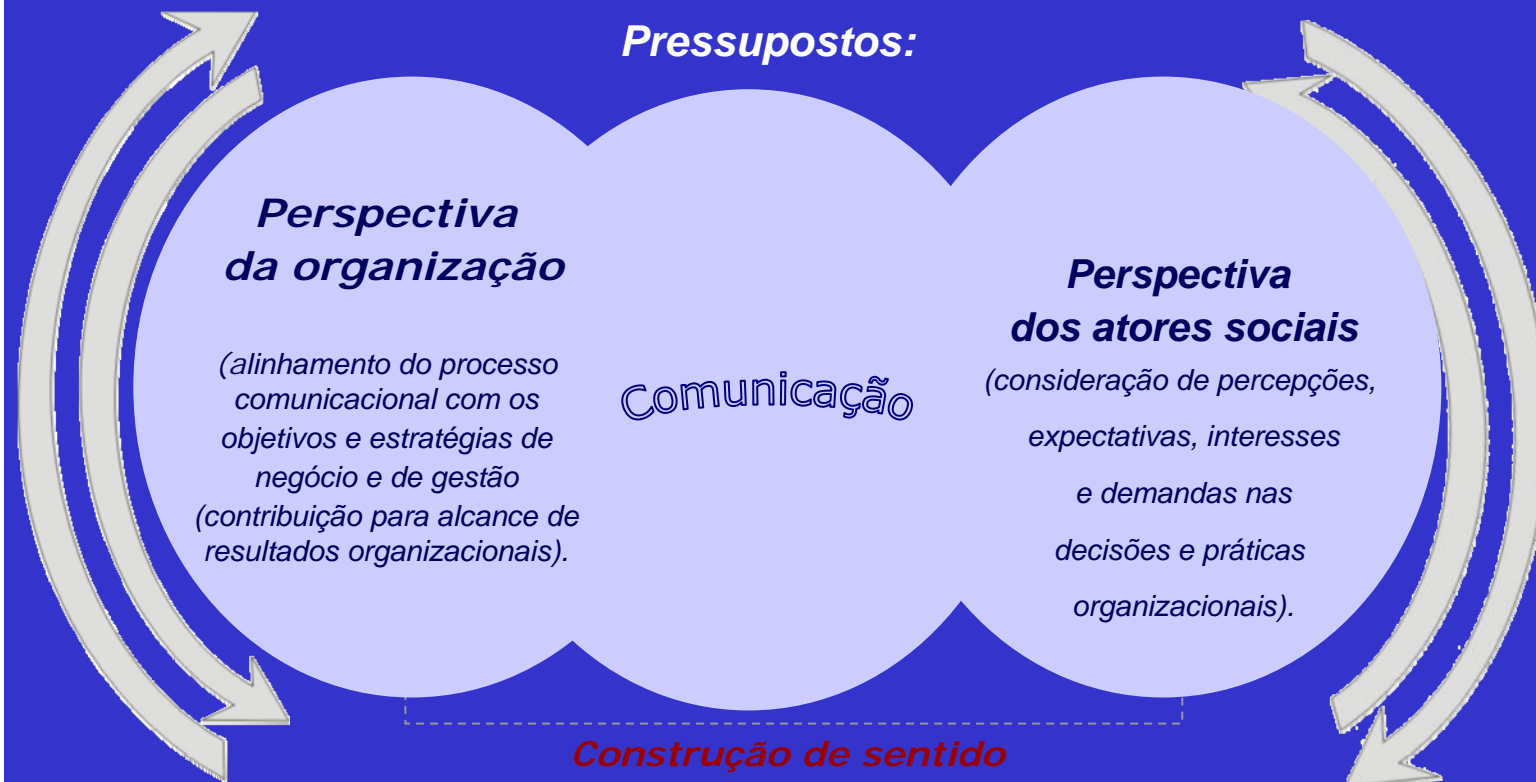 Pressupostos:
Perspectiva
da organização
(alinhamento do processo
comunicacional com os
objetivos e estratégias de
negócio e de gestão
(contribuição para alcance de
resultados organizacionais).
Comunicação
Perspectiva
dos atores sociais
(consideração de percepções,
expectativas, interesses
e demandas nas
decisões e práticas
organizacionais).
Construção de sentido